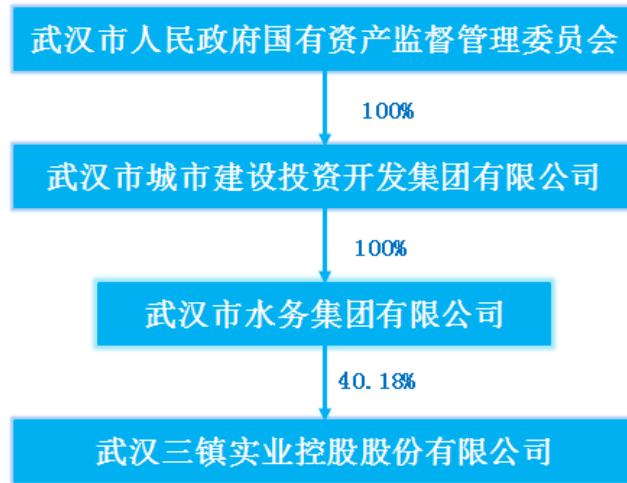 武汉市人民政府国有资产监督管理委员会
100%
武汉市城市建设投资开发集团有限公司
100%
武汉市水务集团有限公司
40.18%
武汉三镇实业控股股份有限公司